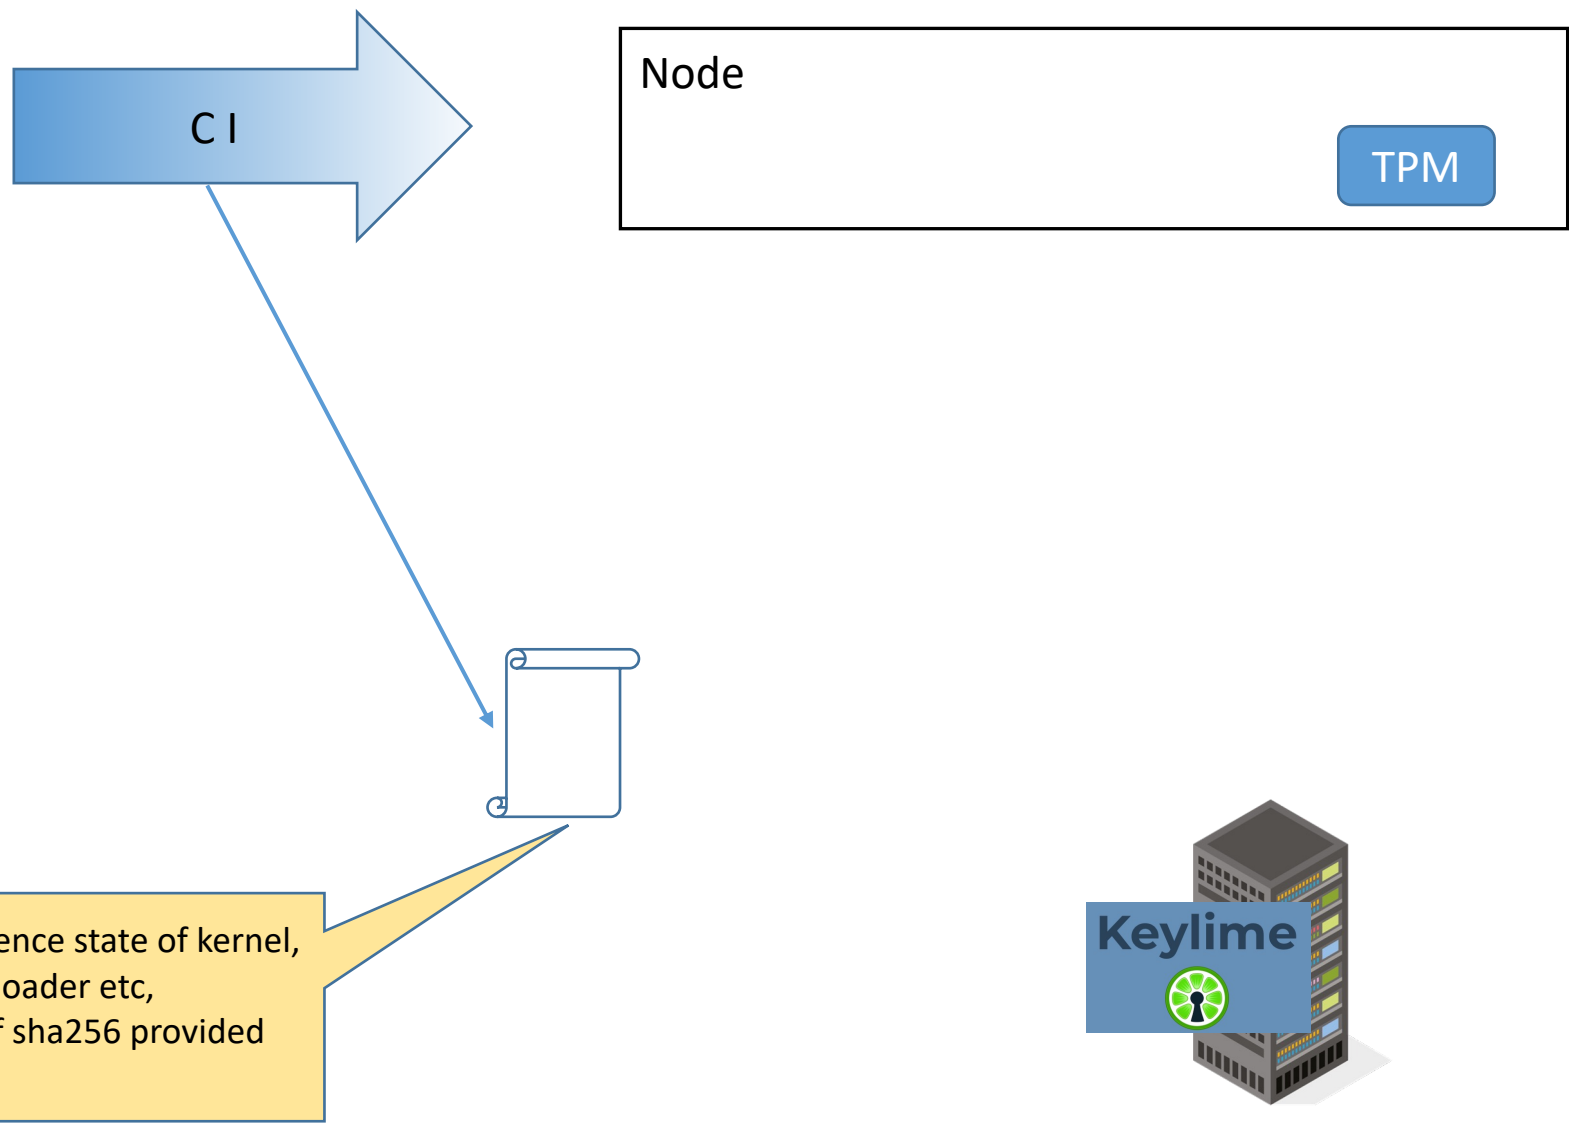 C I
Node
TPM
ence state of kernel,
oader etc,
sha256 provided
Keylime